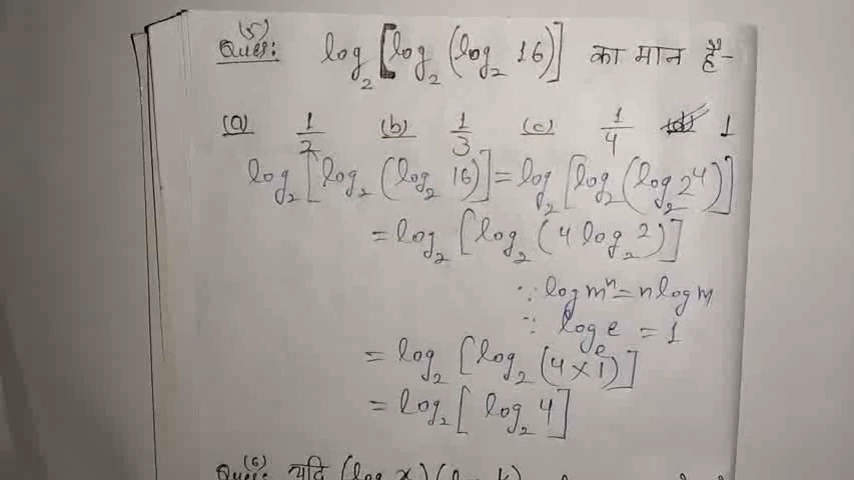 (5)
Ques: log₂[log₂(log₂ 16)] का मान है-
(a) 1/2 (b) 1/3 (c) 1/4 (d) 1
log₂[log₂(log₂ 16)] = log₂[log₂(log₂ 2⁴)]
= log₂[log₂(4 log₂ 2)]
∵ log mⁿ = n log m
∵ logₑ e = 1
= log₂[log₂(4×1)]
= log₂[log₂ 4]
(6)
Ques: यदि